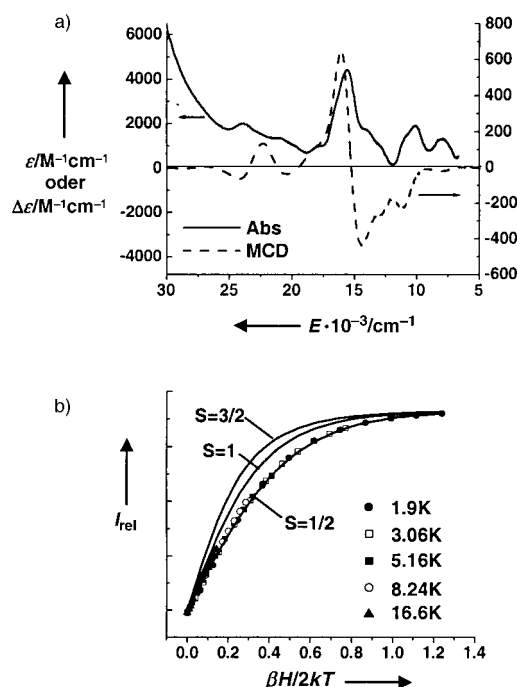 a)
6000
4000
2000
0
-2000
-4000
ε/M⁻¹cm⁻¹
oder
Δε/M⁻¹cm⁻¹
800
600
400
200
0
-200
-400
-600
Abs
MCD
30 25 20 15 10 5
E·10⁻³/cm⁻¹
b)
I_rel
S=3/2
S=1
S=1/2
1.9K
3.06K
5.16K
8.24K
16.6K
0.0 0.2 0.4 0.6 0.8 1.0 1.2 1.4
βH/2kT